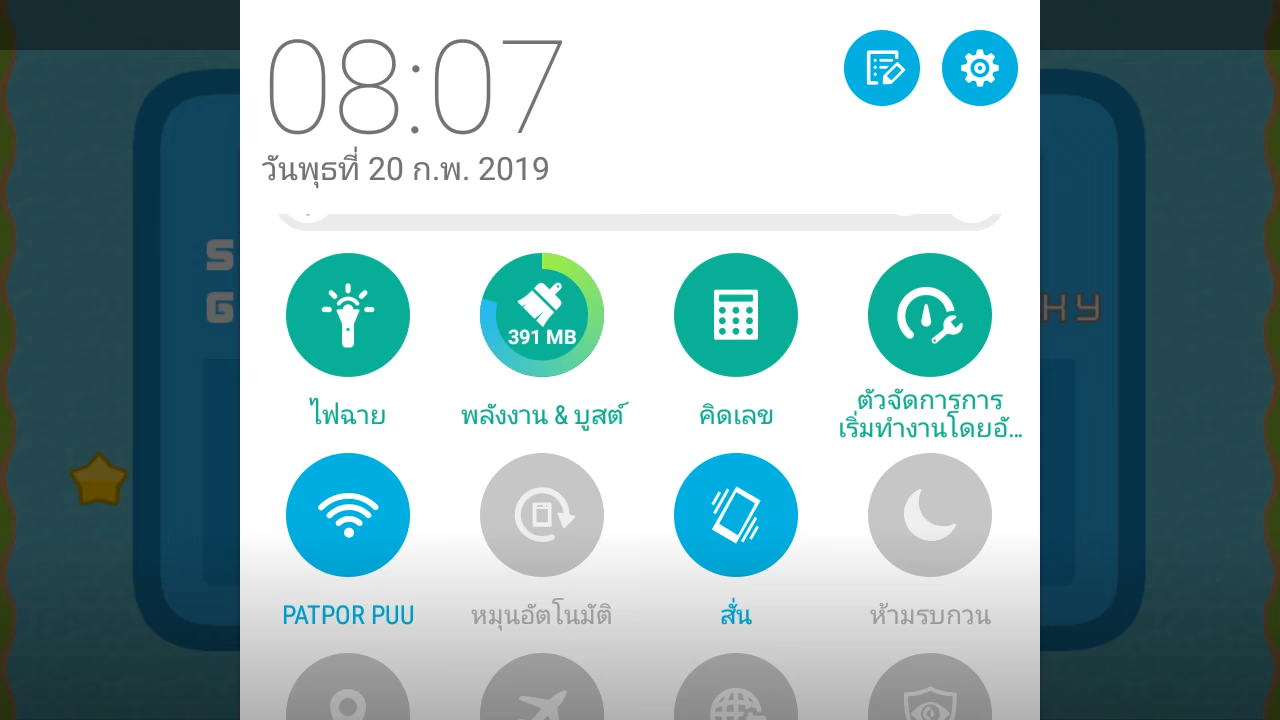 08:07
วันพุธที่ 20 ก.พ. 2019
S
G
HY
391 MB
ไฟฉาย
พลังงาน & บูสต์
คิดเลข
ตัวจัดการการ
เริ่มทำงานโดยอั...
PATPOR PUU
หมุนอัตโนมัติ
สั่น
ห้ามรบกวน